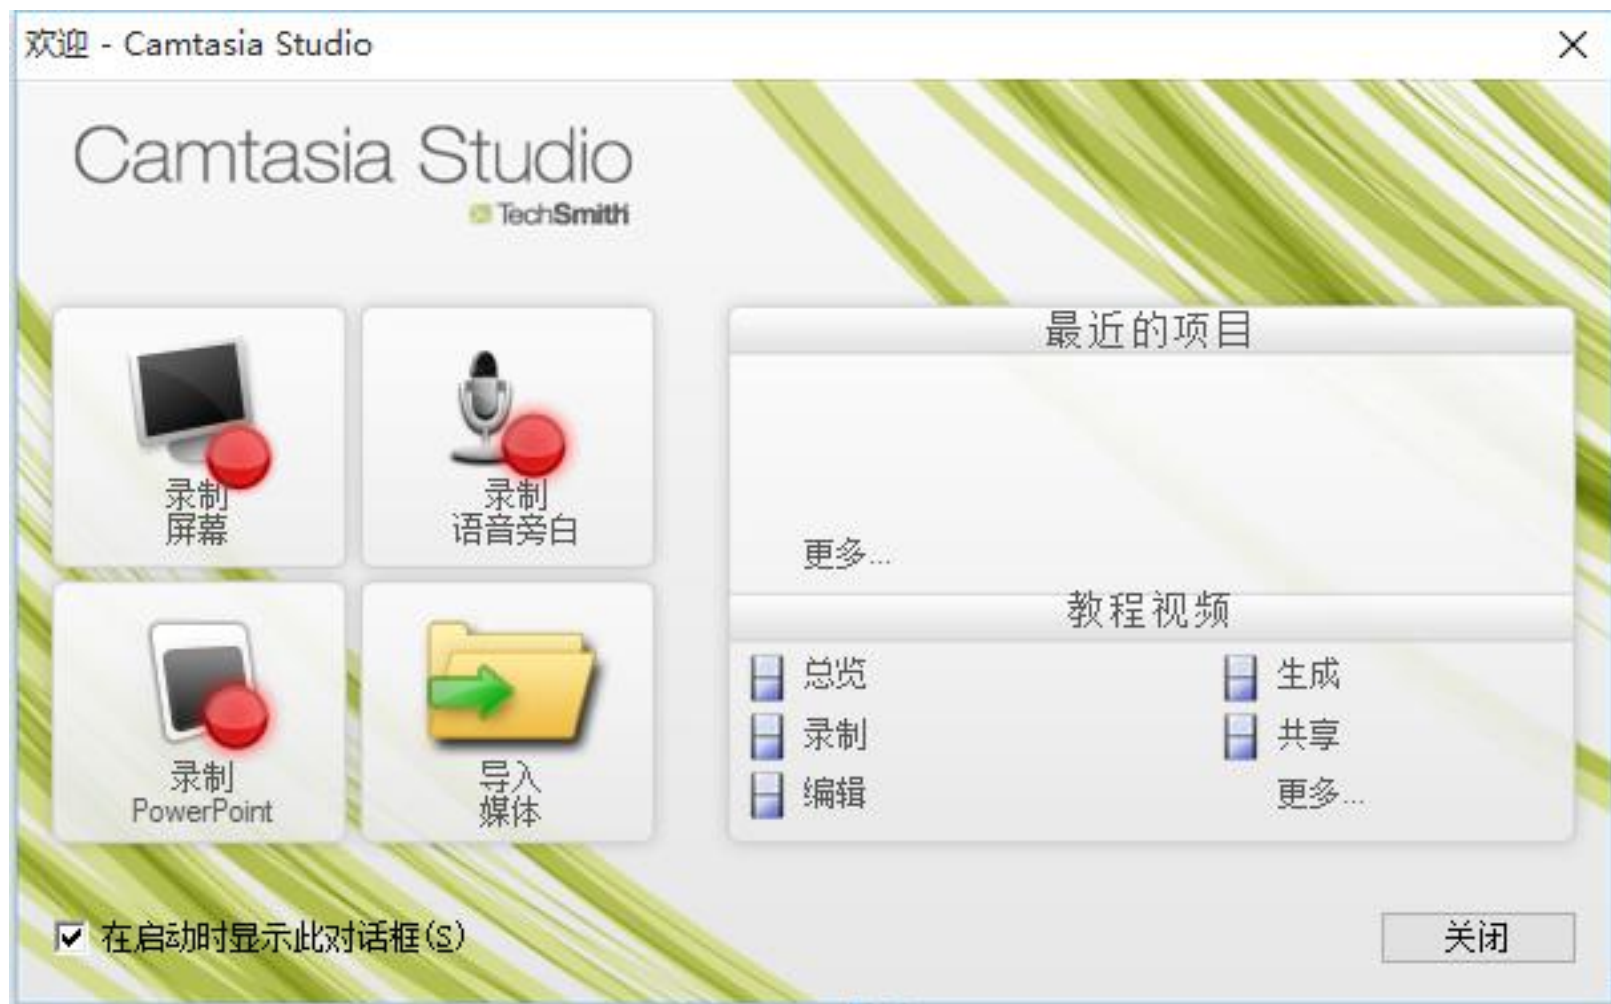 欢迎 - Camtasia Studio
Camtasia Studio
TechSmith
录制
屏幕
录制
语音旁白
录制
PowerPoint
导入
媒体
最近的项目
更多...
教程视频
总览
生成
录制
共享
编辑
更多...
在启动时显示此对话框(S)
关闭